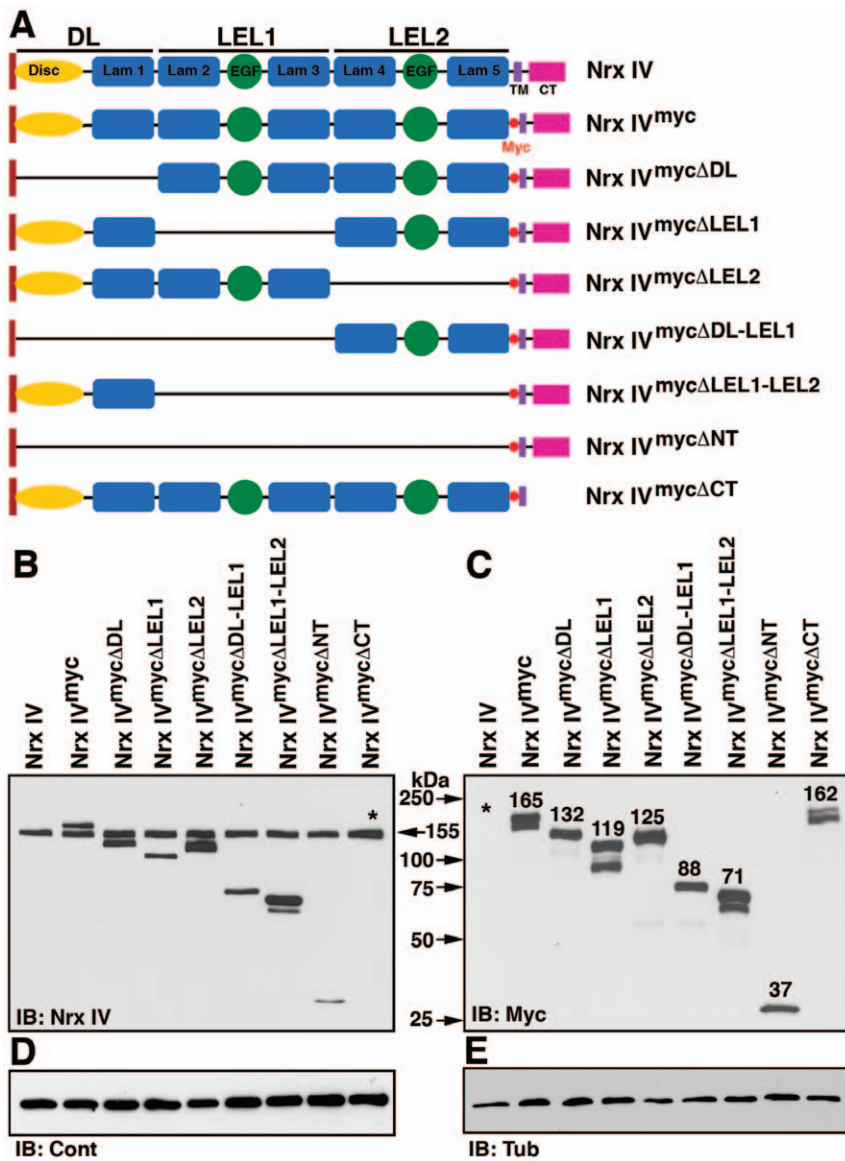 A
DL LEL1 LEL2
Disc Lam 1 Lam 2 EGF Lam 3 Lam 4 EGF Lam 5 Nrx IV
TM CT
Nrx IVmyc
Myc
Nrx IVmycΔDL
Nrx IVmycΔLEL1
Nrx IVmycΔLEL2
Nrx IVmycΔDL-LEL1
Nrx IVmycΔLEL1-LEL2
Nrx IVmycΔNT
Nrx IVmycΔCT
B
Nrx IV
Nrx IVmyc
Nrx IVmycΔDL
Nrx IVmycΔLEL1
Nrx IVmycΔLEL2
Nrx IVmycΔDL-LEL1
Nrx IVmycΔLEL1-LEL2
Nrx IVmycΔNT
Nrx IVmycΔCT
*
IB: Nrx IV
kDa
250
155
100
75
50
25
C
Nrx IV
Nrx IVmyc
Nrx IVmycΔDL
Nrx IVmycΔLEL1
Nrx IVmycΔLEL2
Nrx IVmycΔDL-LEL1
Nrx IVmycΔLEL1-LEL2
Nrx IVmycΔNT
Nrx IVmycΔCT
* 165 132 119 125 88 71 37 162
IB: Myc
D
IB: Cont
E
IB: Tub